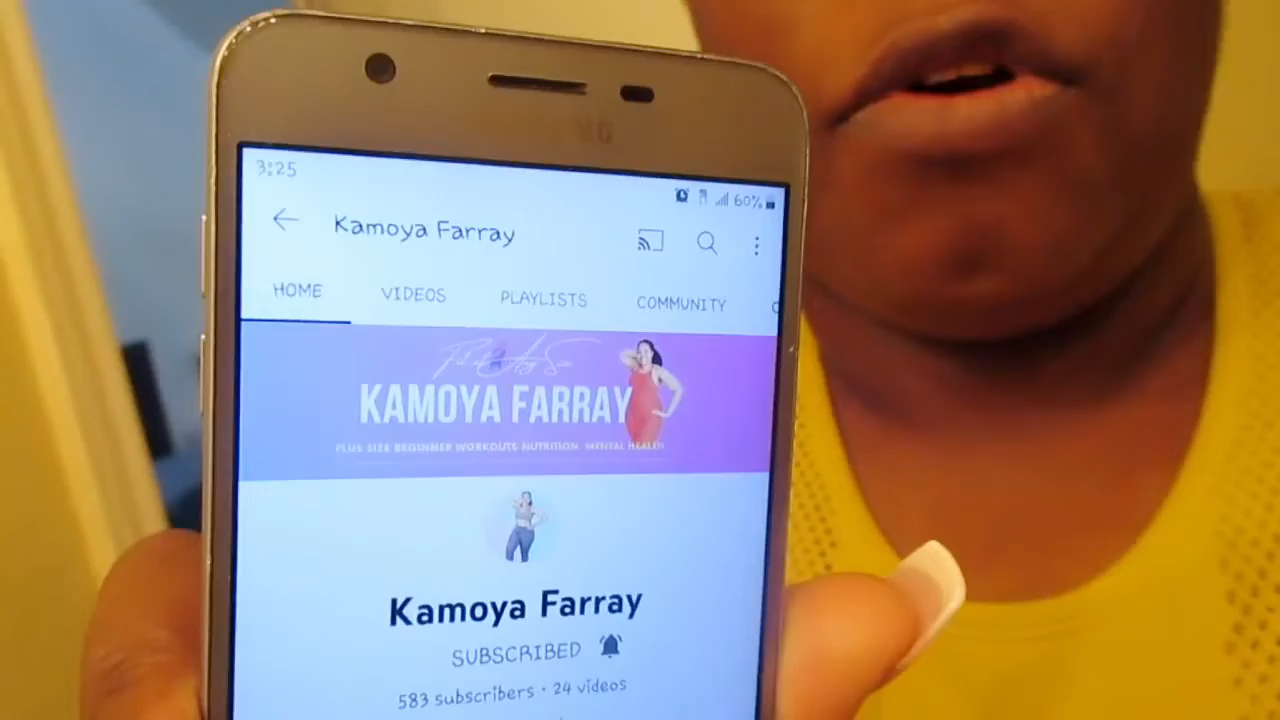 3:25
60%
Kamoya Farray
HOME VIDEOS PLAYLISTS COMMUNITY
KAMOYA FARRAY
PLUS SIZE BEGINNER WORKOUTS. NUTRITION. MENTAL HEALTH
Kamoya Farray
SUBSCRIBED
583 subscribers · 24 videos